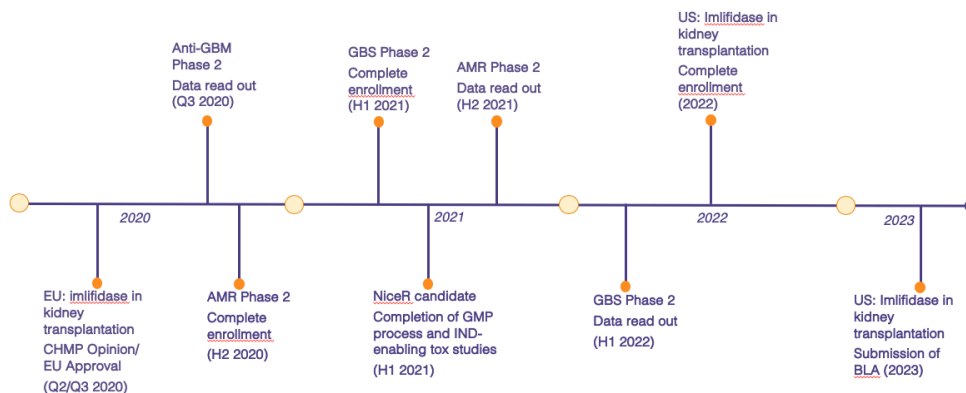 US: Imlifidase in
kidney
transplantation
Complete
enrollment
(2022)
Anti-GBM
Phase 2
Data read out
(Q3 2020)
GBS Phase 2
Complete
enrollment
(H1 2021)
AMR Phase 2
Data read out
(H2 2021)
2020
2021
2022
2023
EU: imlifidase in
kidney
transplantation
CHMP Opinion/
EU Approval
(Q2/Q3 2020)
AMR Phase 2
Complete
enrollment
(H2 2020)
NiceR candidate
Completion of GMP
process and IND-
enabling tox studies
(H1 2021)
GBS Phase 2
Data read out
(H1 2022)
US: Imlifidase in
kidney
transplantation
Submission of
BLA (2023)